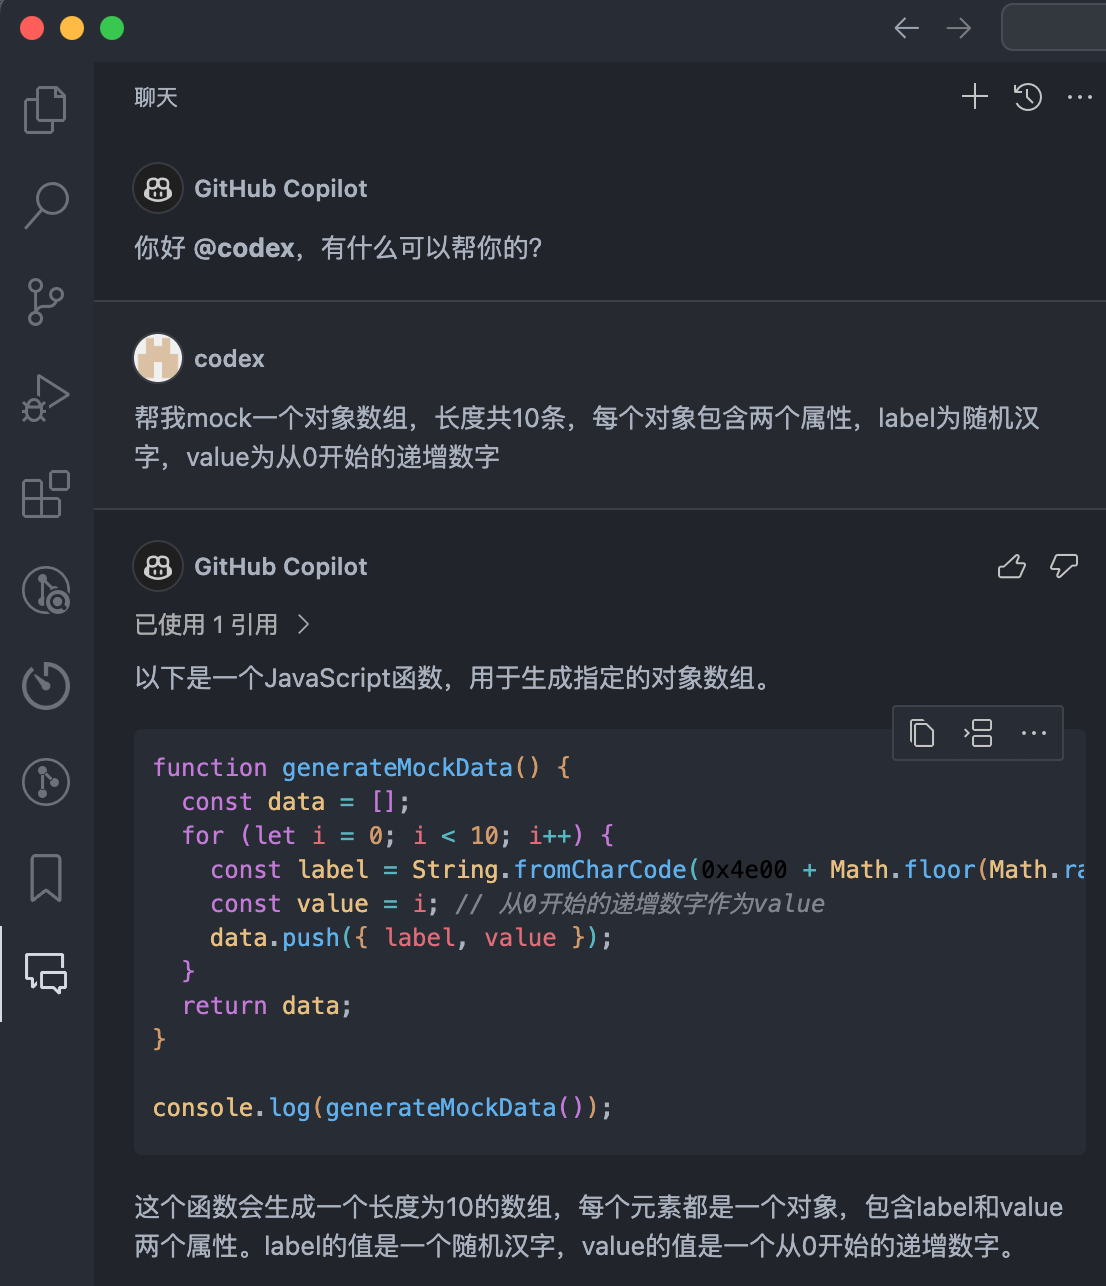 聊天
GitHub Copilot
你好 @codex，有什么可以帮你的?
codex
帮我mock一个对象数组，长度共10条，每个对象包含两个属性，label为随机汉
字，value为从0开始的递增数字
GitHub Copilot
已使用 1 引用
以下是一个JavaScript函数，用于生成指定的对象数组。
function generateMockData() {
  const data = [];
  for (let i = 0; i < 10; i++) {
    const label = String.fromCharCode(0x4e00 + Math.floor(Math.ra
    const value = i; // 从0开始的递增数字作为value
    data.push({ label, value });
  }
  return data;
}
console.log(generateMockData());
这个函数会生成一个长度为10的数组，每个元素都是一个对象，包含label和value
两个属性。label的值是一个随机汉字，value的值是一个从0开始的递增数字。